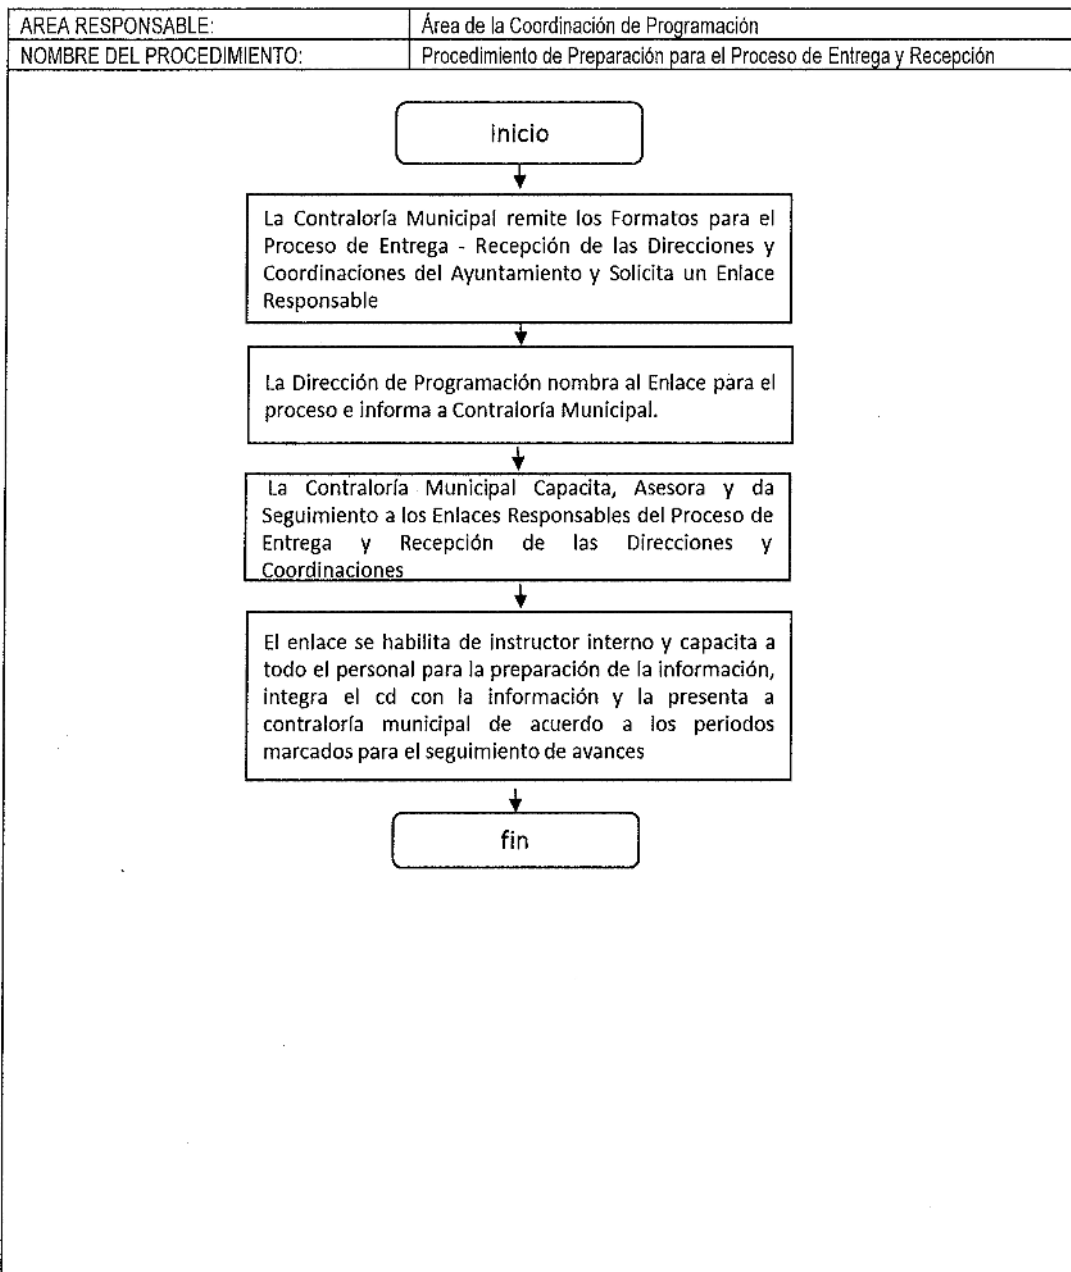 AREA RESPONSABLE: Área de la Coordinación de Programación
NOMBRE DEL PROCEDIMIENTO: Procedimiento de Preparación para el Proceso de Entrega y Recepción
inicio
La Contraloría Municipal remite los Formatos para el
Proceso de Entrega - Recepción de las Direcciones y
Coordinaciones del Ayuntamiento y Solicita un Enlace
Responsable
La Dirección de Programación nombra al Enlace para el
proceso e informa a Contraloría Municipal.
La Contraloría Municipal Capacita, Asesora y da
Seguimiento a los Enlaces Responsables del Proceso de
Entrega y Recepción de las Direcciones y
Coordinaciones
El enlace se habilita de instructor interno y capacita a
todo el personal para la preparación de la información,
integra el cd con la información y la presenta a
contraloría municipal de acuerdo a los periodos
marcados para el seguimiento de avances
fin